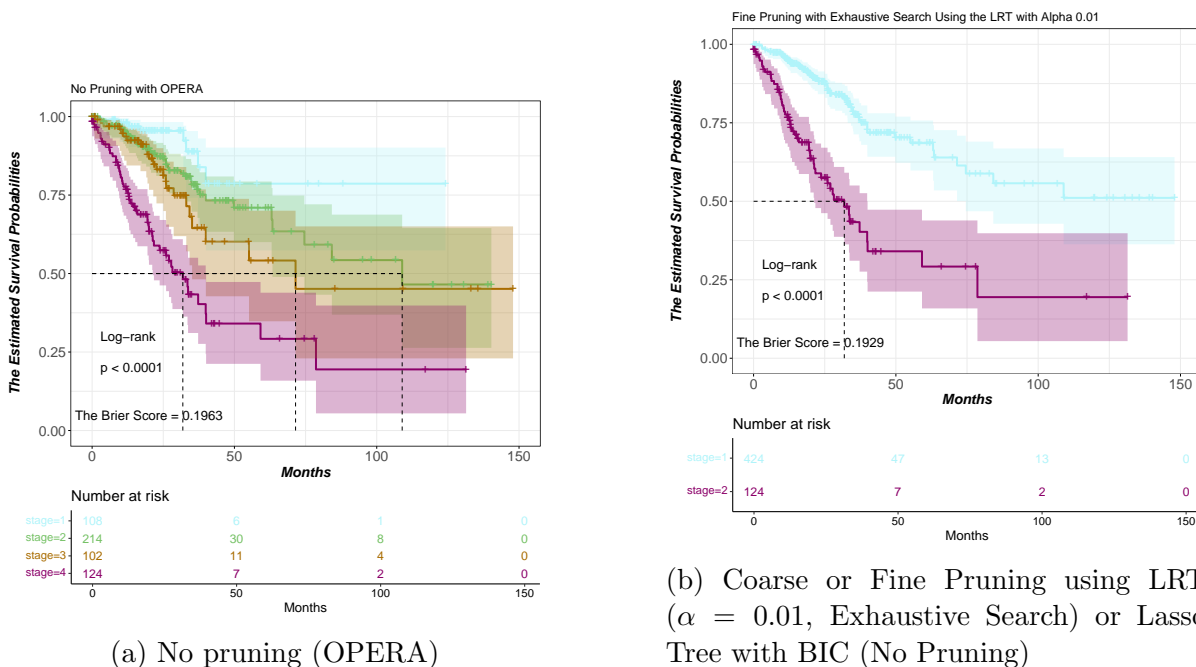 No Pruning with OPERA
The Estimated Survival Probabilities
1.00
0.75
0.50
0.25
0.00
Log-rank
p < 0.0001
The Brier Score = 0.1963
0
50
100
150
Months
Number at risk
stage=1 108 6 1 0
stage=2 214 30 8 0
stage=3 102 11 4 0
stage=4 124 7 2 0
0 50 100 150
Months
(a) No pruning (OPERA)
Fine Pruning with Exhaustive Search Using the LRT with Alpha 0.01
The Estimated Survival Probabilities
1.00
0.75
0.50
0.25
0.00
Log-rank
p < 0.0001
The Brier Score = 0.1929
0
50
100
150
Months
Number at risk
stage=1 424 47 13 0
stage=2 124 7 2 0
0 50 100 150
Months
(b) Coarse or Fine Pruning using LRT
(α = 0.01, Exhaustive Search) or Lasso
Tree with BIC (No Pruning)